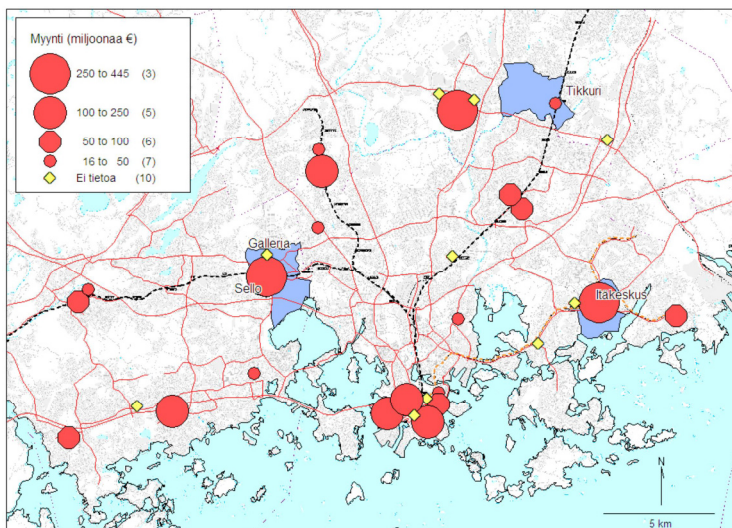 Myynti (miljoonaa €)
250 to 445 (3)
100 to 250 (5)
50 to 100 (6)
16 to 50 (7)
Ei tietoa (10)
Tikkuri
Galleria
Sello
Itakeskus
N
5 km